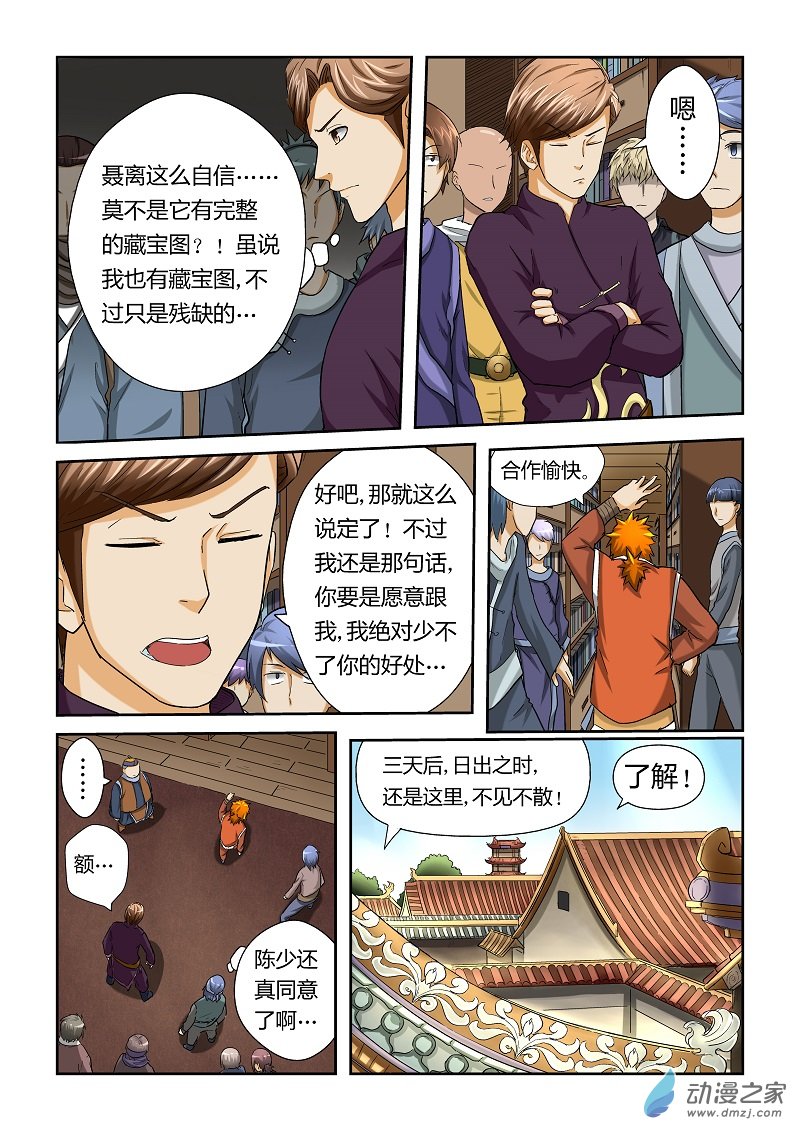 聂离这么自信……
莫不是它有完整
的藏宝图？！虽说
我也有藏宝图，不
过只是残缺的…
嗯
……
好吧，那就这么
说定了！不过
我还是那句话，
你要是愿意跟
我，我绝对少不
了你的好处…
合作愉快。
……
额…
陈少还
真同意
了啊…
三天后，日出之时，
还是这里，不见不散！
了解！
动漫之家
www.dmzj.com